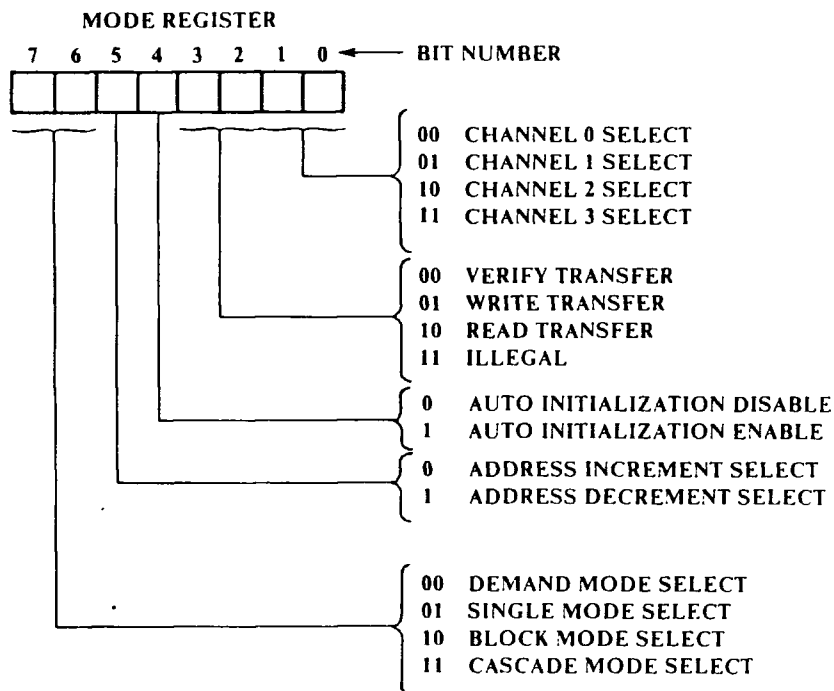 MODE REGISTER
7 6 5 4 3 2 1 0 BIT NUMBER
00 CHANNEL 0 SELECT
01 CHANNEL 1 SELECT
10 CHANNEL 2 SELECT
11 CHANNEL 3 SELECT
00 VERIFY TRANSFER
01 WRITE TRANSFER
10 READ TRANSFER
11 ILLEGAL
0 AUTO INITIALIZATION DISABLE
1 AUTO INITIALIZATION ENABLE
0 ADDRESS INCREMENT SELECT
1 ADDRESS DECREMENT SELECT
00 DEMAND MODE SELECT
01 SINGLE MODE SELECT
10 BLOCK MODE SELECT
11 CASCADE MODE SELECT